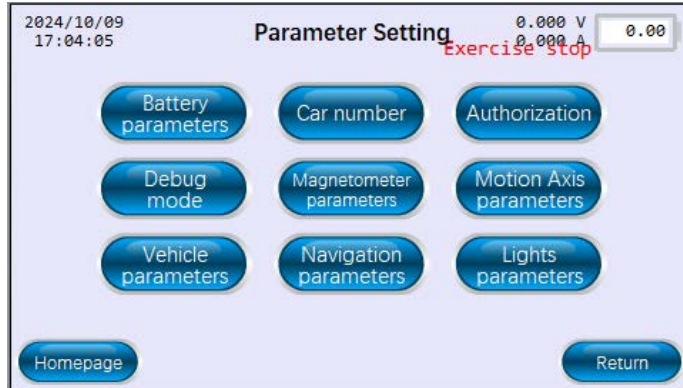 2024/10/09
17:04:05
Parameter Setting
0.000 V
0.000 A
0.00
Exercise stop
Battery
parameters
Car number
Authorization
Debug
mode
Magnetometer
parameters
Motion Axis
parameters
Vehicle
parameters
Navigation
parameters
Lights
parameters
Homepage
Return